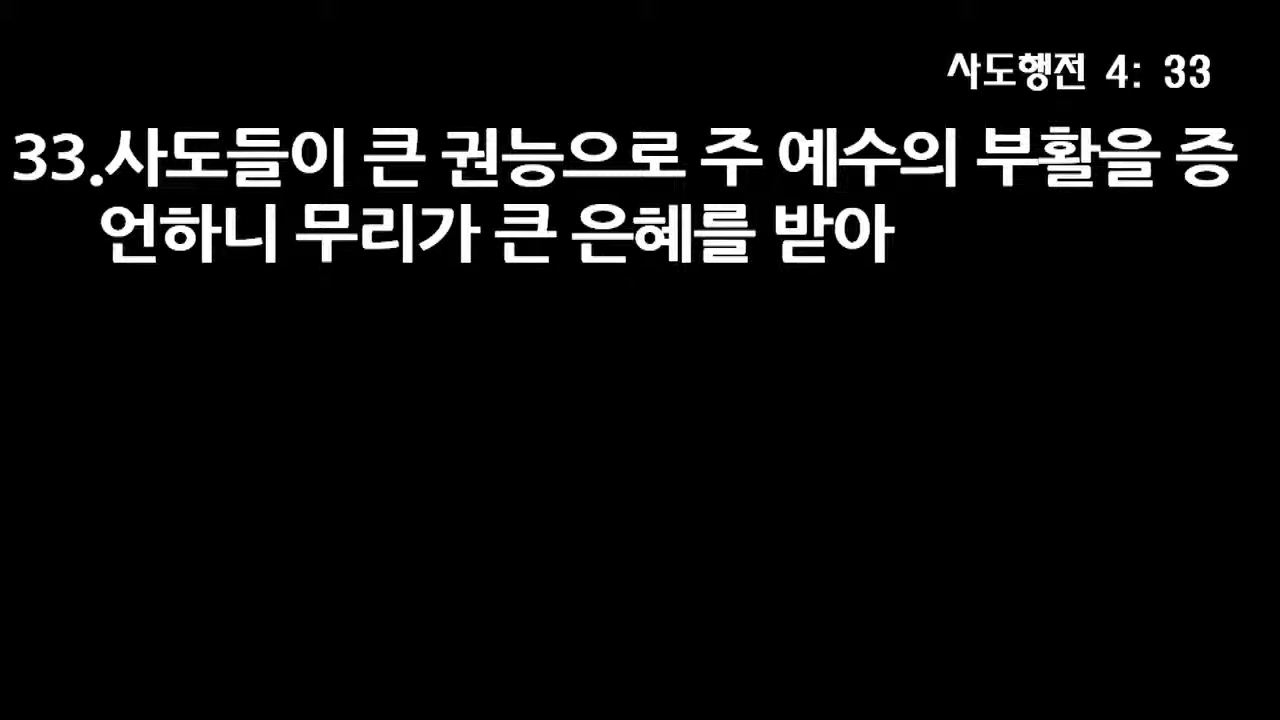 사도행전 4: 33
33.사도들이 큰 권능으로 주 예수의 부활을 증
언하니 무리가 큰 은혜를 받아